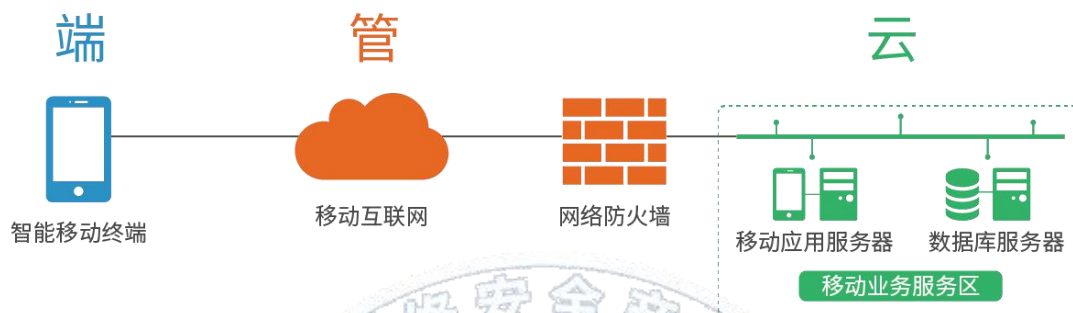 端
管
云
智能移动终端
移动互联网
网络防火墙
移动应用服务器
数据库服务器
移动业务服务区
安全